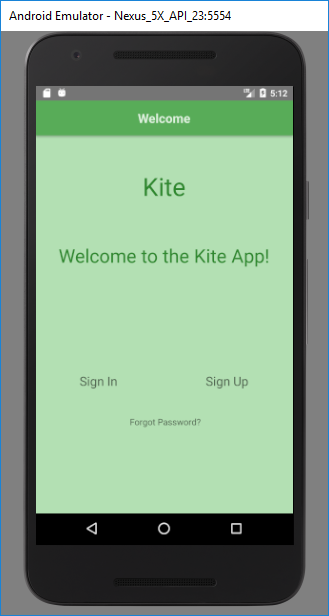 Android Emulator - Nexus_5X_API_23:5554
5:12
Welcome
Kite
Welcome to the Kite App!
Sign In Sign Up
Forgot Password?